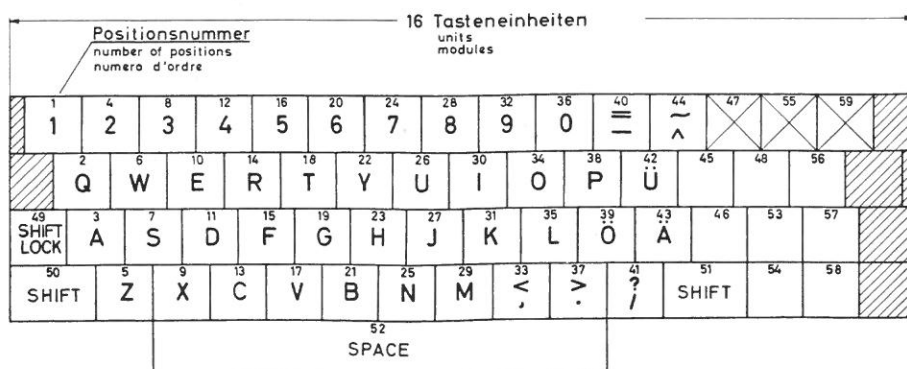 16 Tasteneinheiten
units
modules
Positionsnummer
number of positions
numero d'ordre
1 4 8 12 16 20 24 28 32 36 40 44 47 55 59
1 2 3 4 5 6 7 8 9 0 = – ~ ^
2 6 10 14 18 22 26 30 34 38 42 45 48 56
Q W E R T Y U I O P Ü
49 3 7 11 15 19 23 27 31 35 39 43 46 53 57
SHIFT LOCK A S D F G H J K L Ö Ä
50 5 9 13 17 21 25 29 33 37 41 51 54 58
SHIFT Z X C V B N M < , > . ? / SHIFT
52
SPACE